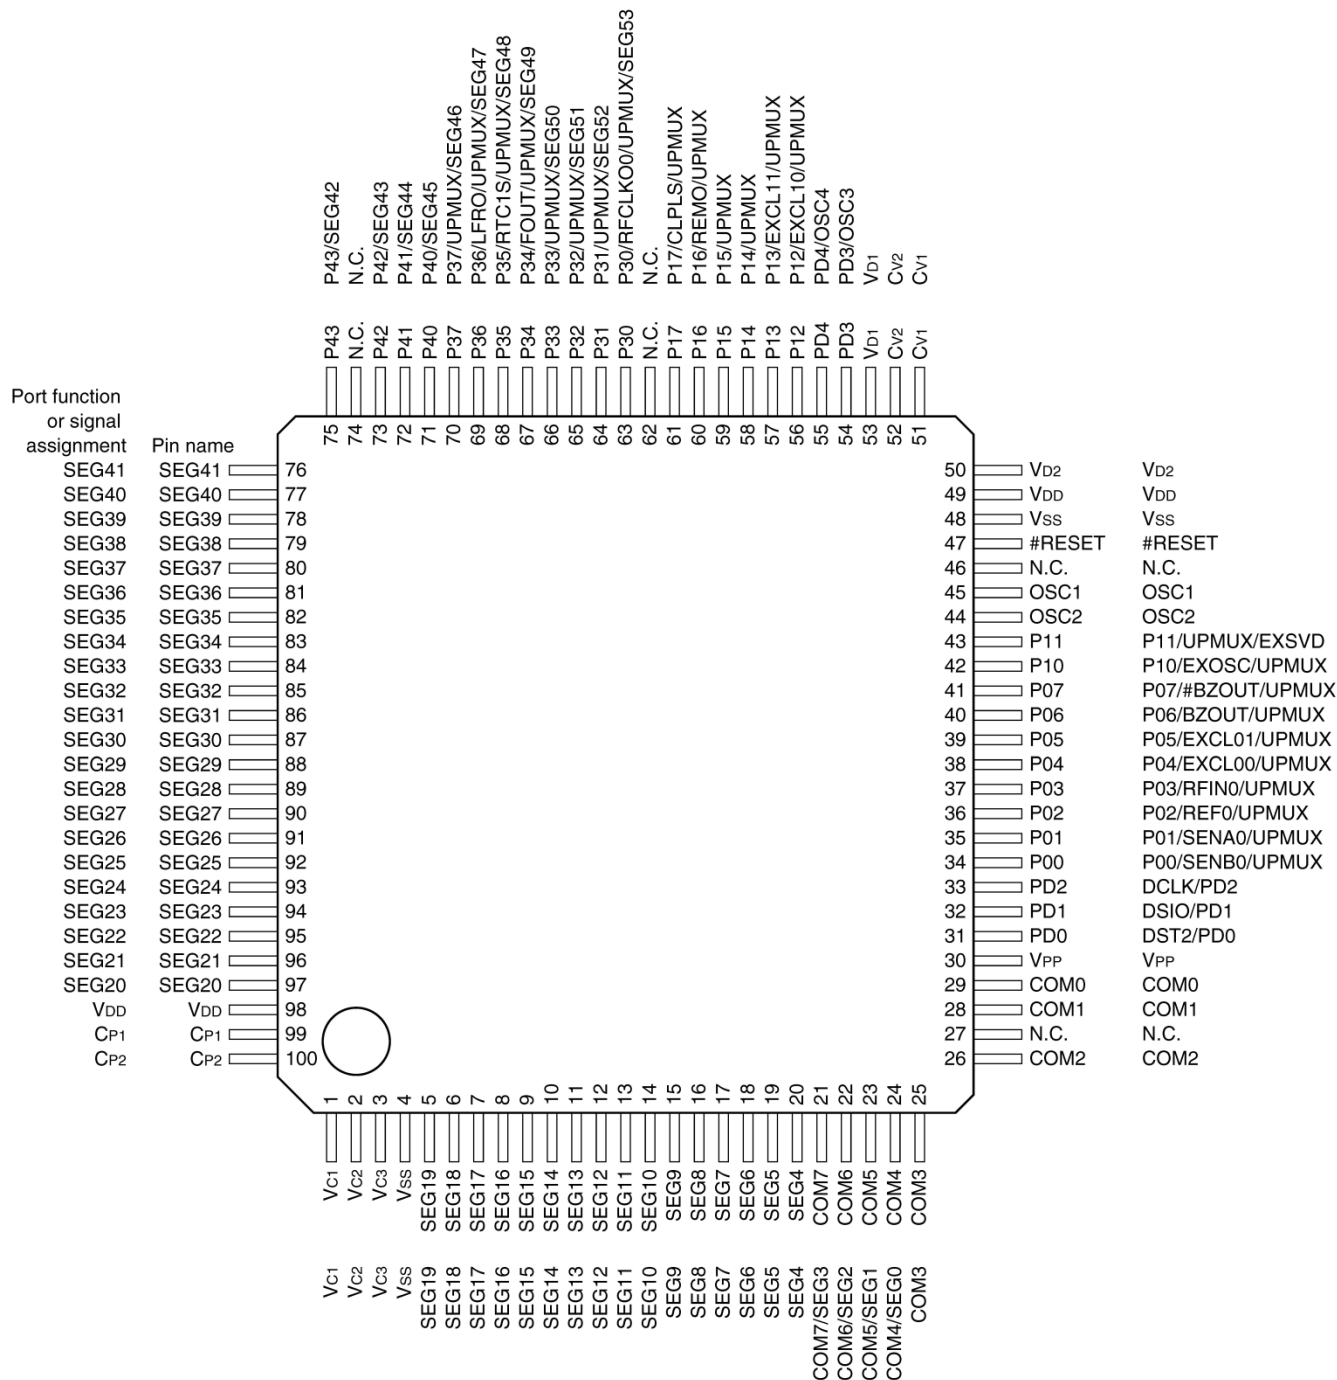 P43/SEG42
N.C.
P42/SEG43
P41/SEG44
P40/SEG45
P37/UPMUX/SEG46
P36/LFRO/UPMUX/SEG47
P35/RTC1S/UPMUX/SEG48
P34/FOUT/UPMUX/SEG49
P33/UPMUX/SEG50
P32/UPMUX/SEG51
P31/UPMUX/SEG52
P30/RFCLKO0/UPMUX/SEG53
N.C.
P17/CLPLS/UPMUX
P16/REMO/UPMUX
P15/UPMUX
P14/UPMUX
P13/EXCL11/UPMUX
P12/EXCL10/UPMUX
PD4/OSC4
PD3/OSC3
VD1
CV2
CV1
P43
N.C.
P42
P41
P40
P37
P36
P35
P34
P33
P32
P31
P30
N.C.
P17
P16
P15
P14
P13
P12
PD4
PD3
VD1
CV2
CV1
75
74
73
72
71
70
69
68
67
66
65
64
63
62
61
60
59
58
57
56
55
54
53
52
51
Port function
or signal
assignment Pin name
SEG41 SEG41 76 50 VD2 VD2
SEG40 SEG40 77 49 VDD VDD
SEG39 SEG39 78 48 VSS VSS
SEG38 SEG38 79 47 #RESET #RESET
SEG37 SEG37 80 46 N.C. N.C.
SEG36 SEG36 81 45 OSC1 OSC1
SEG35 SEG35 82 44 OSC2 OSC2
SEG34 SEG34 83 43 P11 P11/UPMUX/EXSVD
SEG33 SEG33 84 42 P10 P10/EXOSC/UPMUX
SEG32 SEG32 85 41 P07 P07/#BZOUT/UPMUX
SEG31 SEG31 86 40 P06 P06/BZOUT/UPMUX
SEG30 SEG30 87 39 P05 P05/EXCL01/UPMUX
SEG29 SEG29 88 38 P04 P04/EXCL00/UPMUX
SEG28 SEG28 89 37 P03 P03/RFIN0/UPMUX
SEG27 SEG27 90 36 P02 P02/REF0/UPMUX
SEG26 SEG26 91 35 P01 P01/SENA0/UPMUX
SEG25 SEG25 92 34 P00 P00/SENB0/UPMUX
SEG24 SEG24 93 33 PD2 DCLK/PD2
SEG23 SEG23 94 32 PD1 DSIO/PD1
SEG22 SEG22 95 31 PD0 DST2/PD0
SEG21 SEG21 96 30 VPP VPP
SEG20 SEG20 97 29 COM0 COM0
VDD VDD 98 28 COM1 COM1
CP1 CP1 99 27 N.C. N.C.
CP2 CP2 100 26 COM2 COM2
1
2
3
4
5
6
7
8
9
10
11
12
13
14
15
16
17
18
19
20
21
22
23
24
25
VC1
VC2
VC3
VSS
SEG19
SEG18
SEG17
SEG16
SEG15
SEG14
SEG13
SEG12
SEG11
SEG10
SEG9
SEG8
SEG7
SEG6
SEG5
SEG4
COM7
COM6
COM5
COM4
COM3
VC1
VC2
VC3
VSS
SEG19
SEG18
SEG17
SEG16
SEG15
SEG14
SEG13
SEG12
SEG11
SEG10
SEG9
SEG8
SEG7
SEG6
SEG5
SEG4
COM7/SEG3
COM6/SEG2
COM5/SEG1
COM4/SEG0
COM3